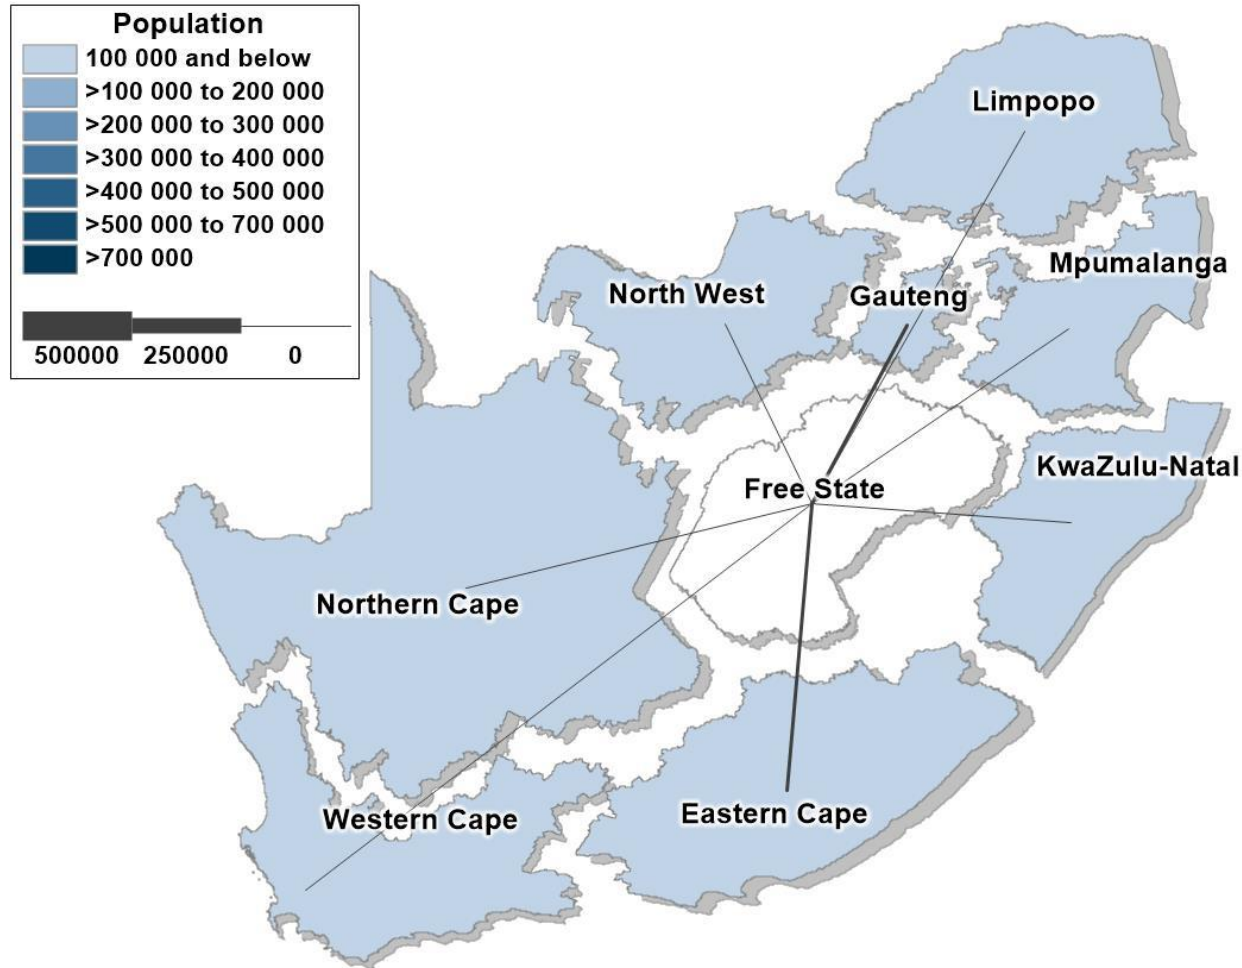 Population
100 000 and below
>100 000 to 200 000
>200 000 to 300 000
>300 000 to 400 000
>400 000 to 500 000
>500 000 to 700 000
>700 000
500000 250000 0
Limpopo
Mpumalanga
North West
Gauteng
KwaZulu-Natal
Free State
Northern Cape
Western Cape
Eastern Cape